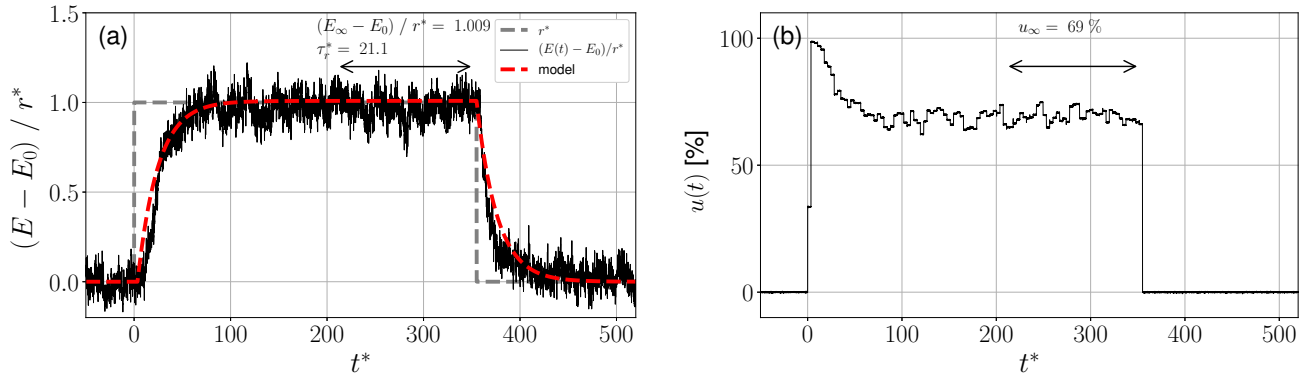 (a)
(E∞ − E0) / r* = 1.009
τ*r = 21.1
r*
(E(t) − E0)/r*
model
1.5
1.0
0.5
0.0
(E − E0) / r*
0
100
200
300
400
500
t*
(b)
u∞ = 69 %
100
50
0
u(t) [%]
0
100
200
300
400
500
t*